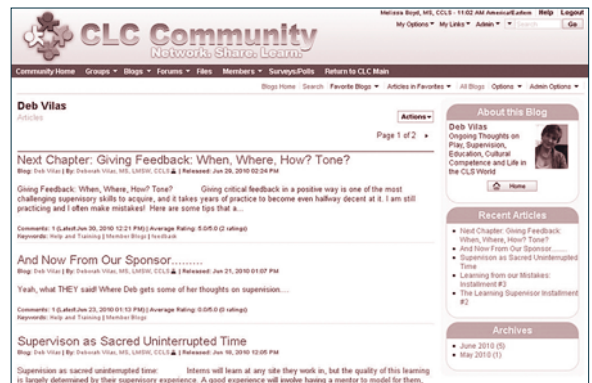 Melissa Boyd, MS, CCLS - 11:02 AM America/Eastern Help Logout
My Options My Links Admin Search Go
CLC Community
Network. Share. Learn.
Community Home Groups Blogs Forums Files Members Surveys/Polls Return to CLC Main
Blogs Home | Search | Favorite Blogs | Articles in Favorites | All Blogs Options Admin Options
Deb Vilas
Articles
Actions
Page 1 of 2
Next Chapter: Giving Feedback: When, Where, How? Tone?
Blog: Deb Vilas | By: Deborah Vilas, MS, LMSW, CCLS | Released: Jun 29, 2010 02:24 PM
Giving Feedback: When, Where, How? Tone? Giving critical feedback in a positive way is one of the most
challenging supervisory skills to acquire, and it takes years of practice to become even halfway decent at it. I am still
practicing and I often make mistakes! Here are some tips that a...
Comments: 1 (Latest Jun 30, 2010 12:21 PM) | Average Rating: 5.0/5.0 (2 ratings)
Keywords: Help and Training | Member Blogs | feedback
And Now From Our Sponsor.........
Blog: Deb Vilas | By: Deborah Vilas, MS, LMSW, CCLS | Released: Jun 21, 2010 01:07 PM
Yeah, what THEY said! Where Deb gets some of her thoughts on supervision....
Comments: 1 (Latest Jun 23, 2010 01:13 PM) | Average Rating: 0.0/5.0 (0 ratings)
Keywords: Help and Training | Member Blogs
Supervision as Sacred Uninterrupted Time
Blog: Deb Vilas | By: Deborah Vilas, MS, LMSW, CCLS | Released: Jun 10, 2010 12:05 PM
Supervision as sacred uninterrupted time: Interns will learn at any site they work in, but the quality of this learning
is largely determined by their supervisory experience. A good experience will involve having a mentor to model for them,
About this Blog
Deb Vilas
Ongoing Thoughts on
Play, Supervision,
Education, Cultural
Competence and Life in
the CLS World
Home
Recent Articles
Next Chapter: Giving Feedback:
When, Where, How? Tone?
And Now From Our Sponsor.........
Supervision as Sacred Uninterrupted
Time
Learning from our Mistakes:
Installment #3
The Learning Supervisor Installment
#2
Archives
June 2010 (5)
May 2010 (1)